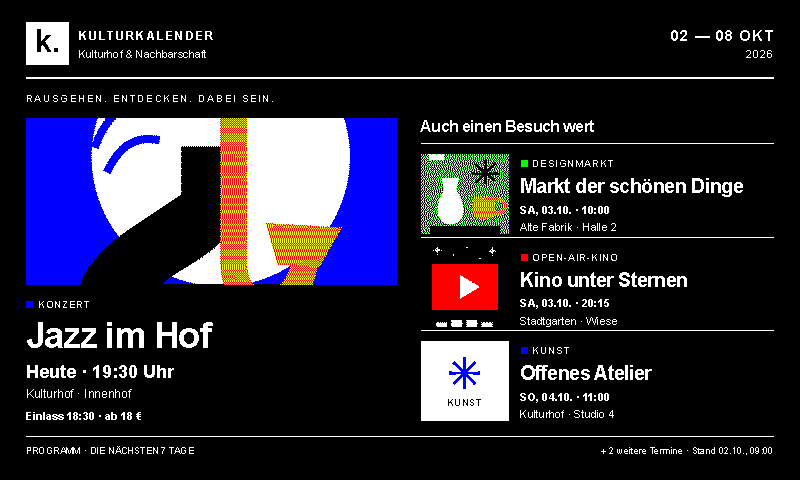 k.
KULTURKALENDER
Kulturhof & Nachbarschaft
02 — 08 OKT
2026
RAUSGEHEN. ENTDECKEN. DABEI SEIN.
KONZERT
Jazz im Hof
Heute · 19:30 Uhr
Kulturhof · Innenhof
Einlass 18:30 · ab 18 €
Auch einen Besuch wert
DESIGNMARKT
Markt der schönen Dinge
SA, 03.10. · 10:00
Alte Fabrik · Halle 2
OPEN-AIR-KINO
Kino unter Sternen
SA, 03.10. · 20:15
Stadtgarten · Wiese
KUNST
KUNST
Offenes Atelier
SO, 04.10. · 11:00
Kulturhof · Studio 4
PROGRAMM · DIE NÄCHSTEN 7 TAGE
+ 2 weitere Termine · Stand 02.10., 09:00